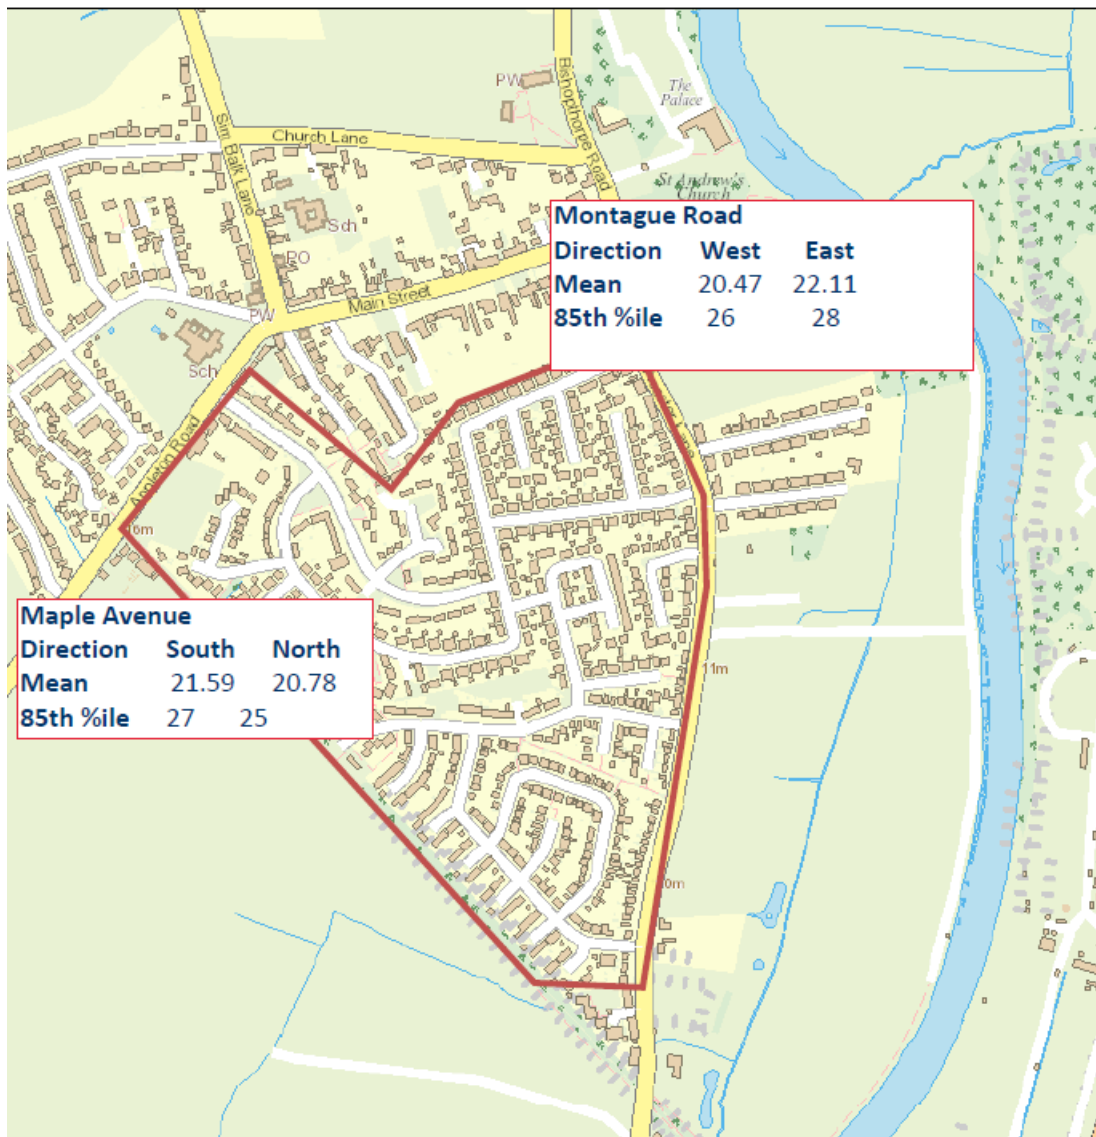 PW
The
Palace
Bishopthorpe Road
Church Lane
Sim Balk Lane
St Andrew's
Church
Sch
PO
Main Street
PW
Sch
Appleton Road
Montague Road
Direction West East
Mean 20.47 22.11
85th %ile 26 28
Lane
16m
Maple Avenue
Direction South North
Mean 21.59 20.78
85th %ile 27 25
11m
10m